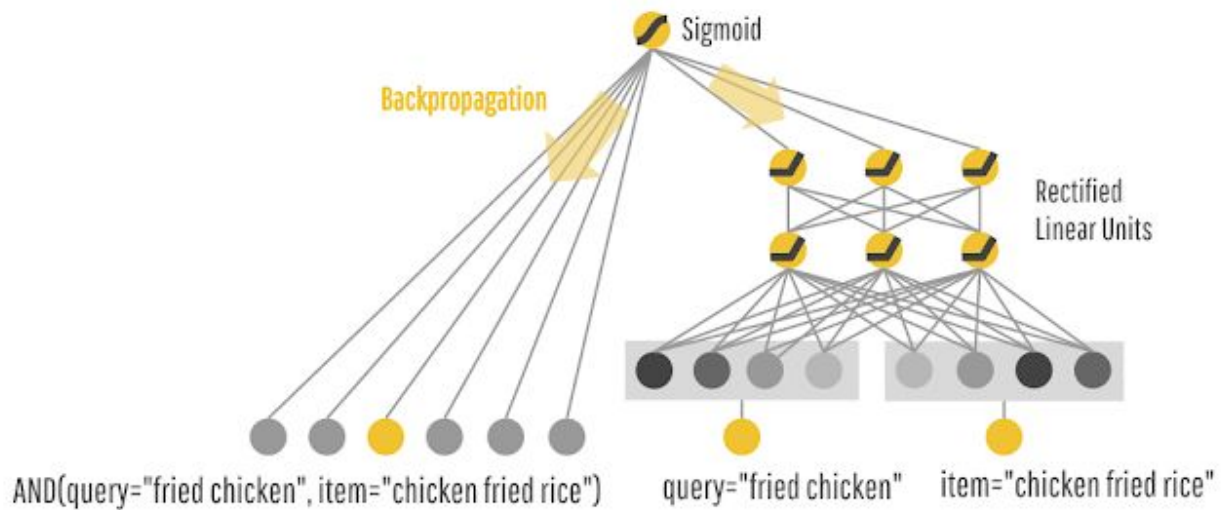 Sigmoid
Backpropagation
Rectified
Linear Units
AND(query="fried chicken", item="chicken fried rice")
query="fried chicken"
item="chicken fried rice"